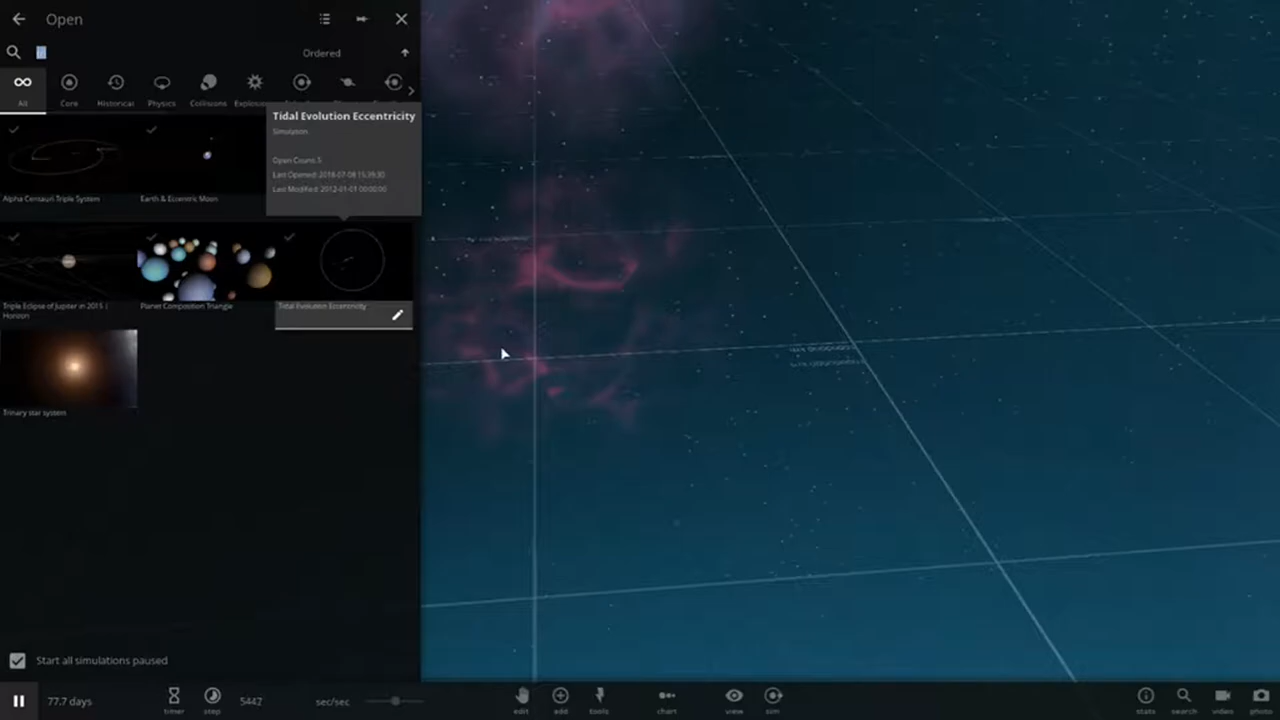 Open
Ordered
All
Core
Historical
Physics
Collisions
Tidal Evolution Eccentricity
Simulation
Open Count: 5
Last Opened: 2018-07-08 15:39:30
Last Modified: 2012-01-01 00:00:00
Alpha Centauri Triple System
Earth & Eccentric Moon
Triple Eclipse of Jupiter in 2015 |
Horizon
Planet Composition Triangle
Tidal Evolution Eccentricity
Trinary star system
Start all simulations paused
77.7 days
timer
step
5447
sec/sec
edit
add
tools
chart
view
sim
stats
search
video
photo